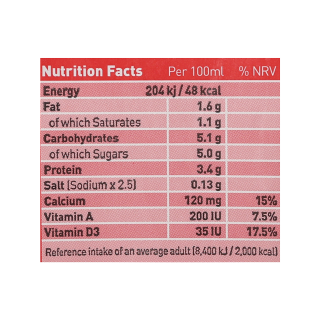 Nutrition Facts Per 100ml % NRV
Energy 204 kj / 48 kcal
Fat 1.6 g
of which Saturates 1.1 g
Carbohydrates 5.1 g
of which Sugars 5.0 g
Protein 3.4 g
Salt (Sodium x 2.5) 0.13 g
Calcium 120 mg 15%
Vitamin A 200 IU 7.5%
Vitamin D3 35 IU 17.5%
Reference intake of an average adult (8,400 kJ / 2,000 kcal)